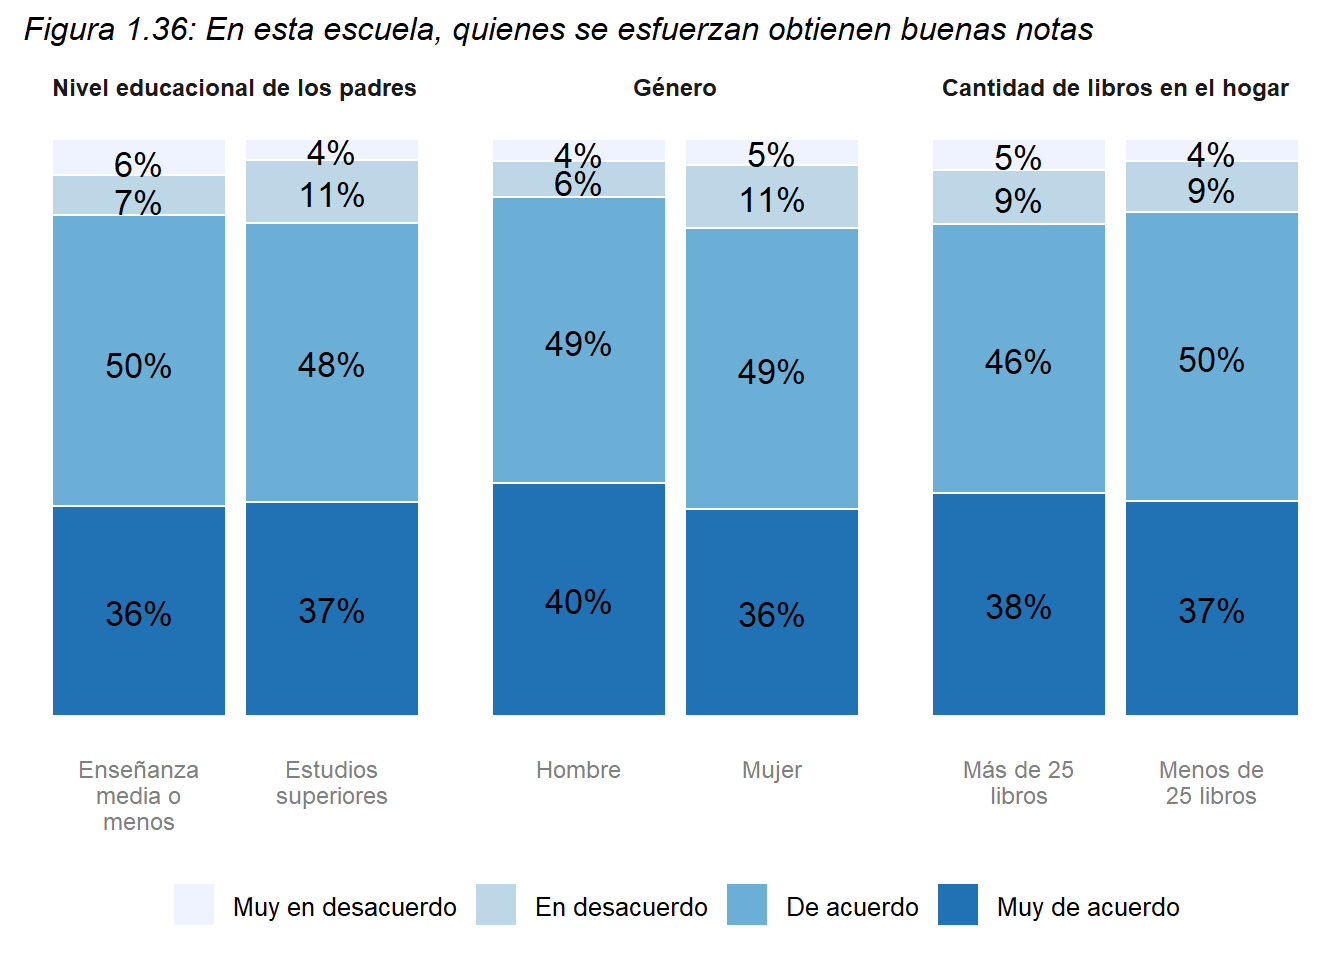 Figura 1.36: En esta escuela, quienes se esfuerzan obtienen buenas notas
Nivel educacional de los padres
6%
4%
7%
11%
50%
48%
36%
37%
Enseñanza
media o
menos
Estudios
superiores
Género
4%
5%
6%
11%
49%
49%
40%
36%
Hombre
Mujer
Cantidad de libros en el hogar
5%
4%
9%
9%
46%
50%
38%
37%
Más de 25
libros
Menos de
25 libros
Muy en desacuerdo
En desacuerdo
De acuerdo
Muy de acuerdo